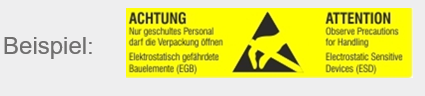 Beispiel:
ACHTUNG
Nur geschultes Personal
darf die Verpackung öffnen
Elektrostatisch gefährdete
Bauelemente (EGB)
ATTENTION
Observe Precautions
for Handling
Electrostatic Sensitive
Devices (ESD)